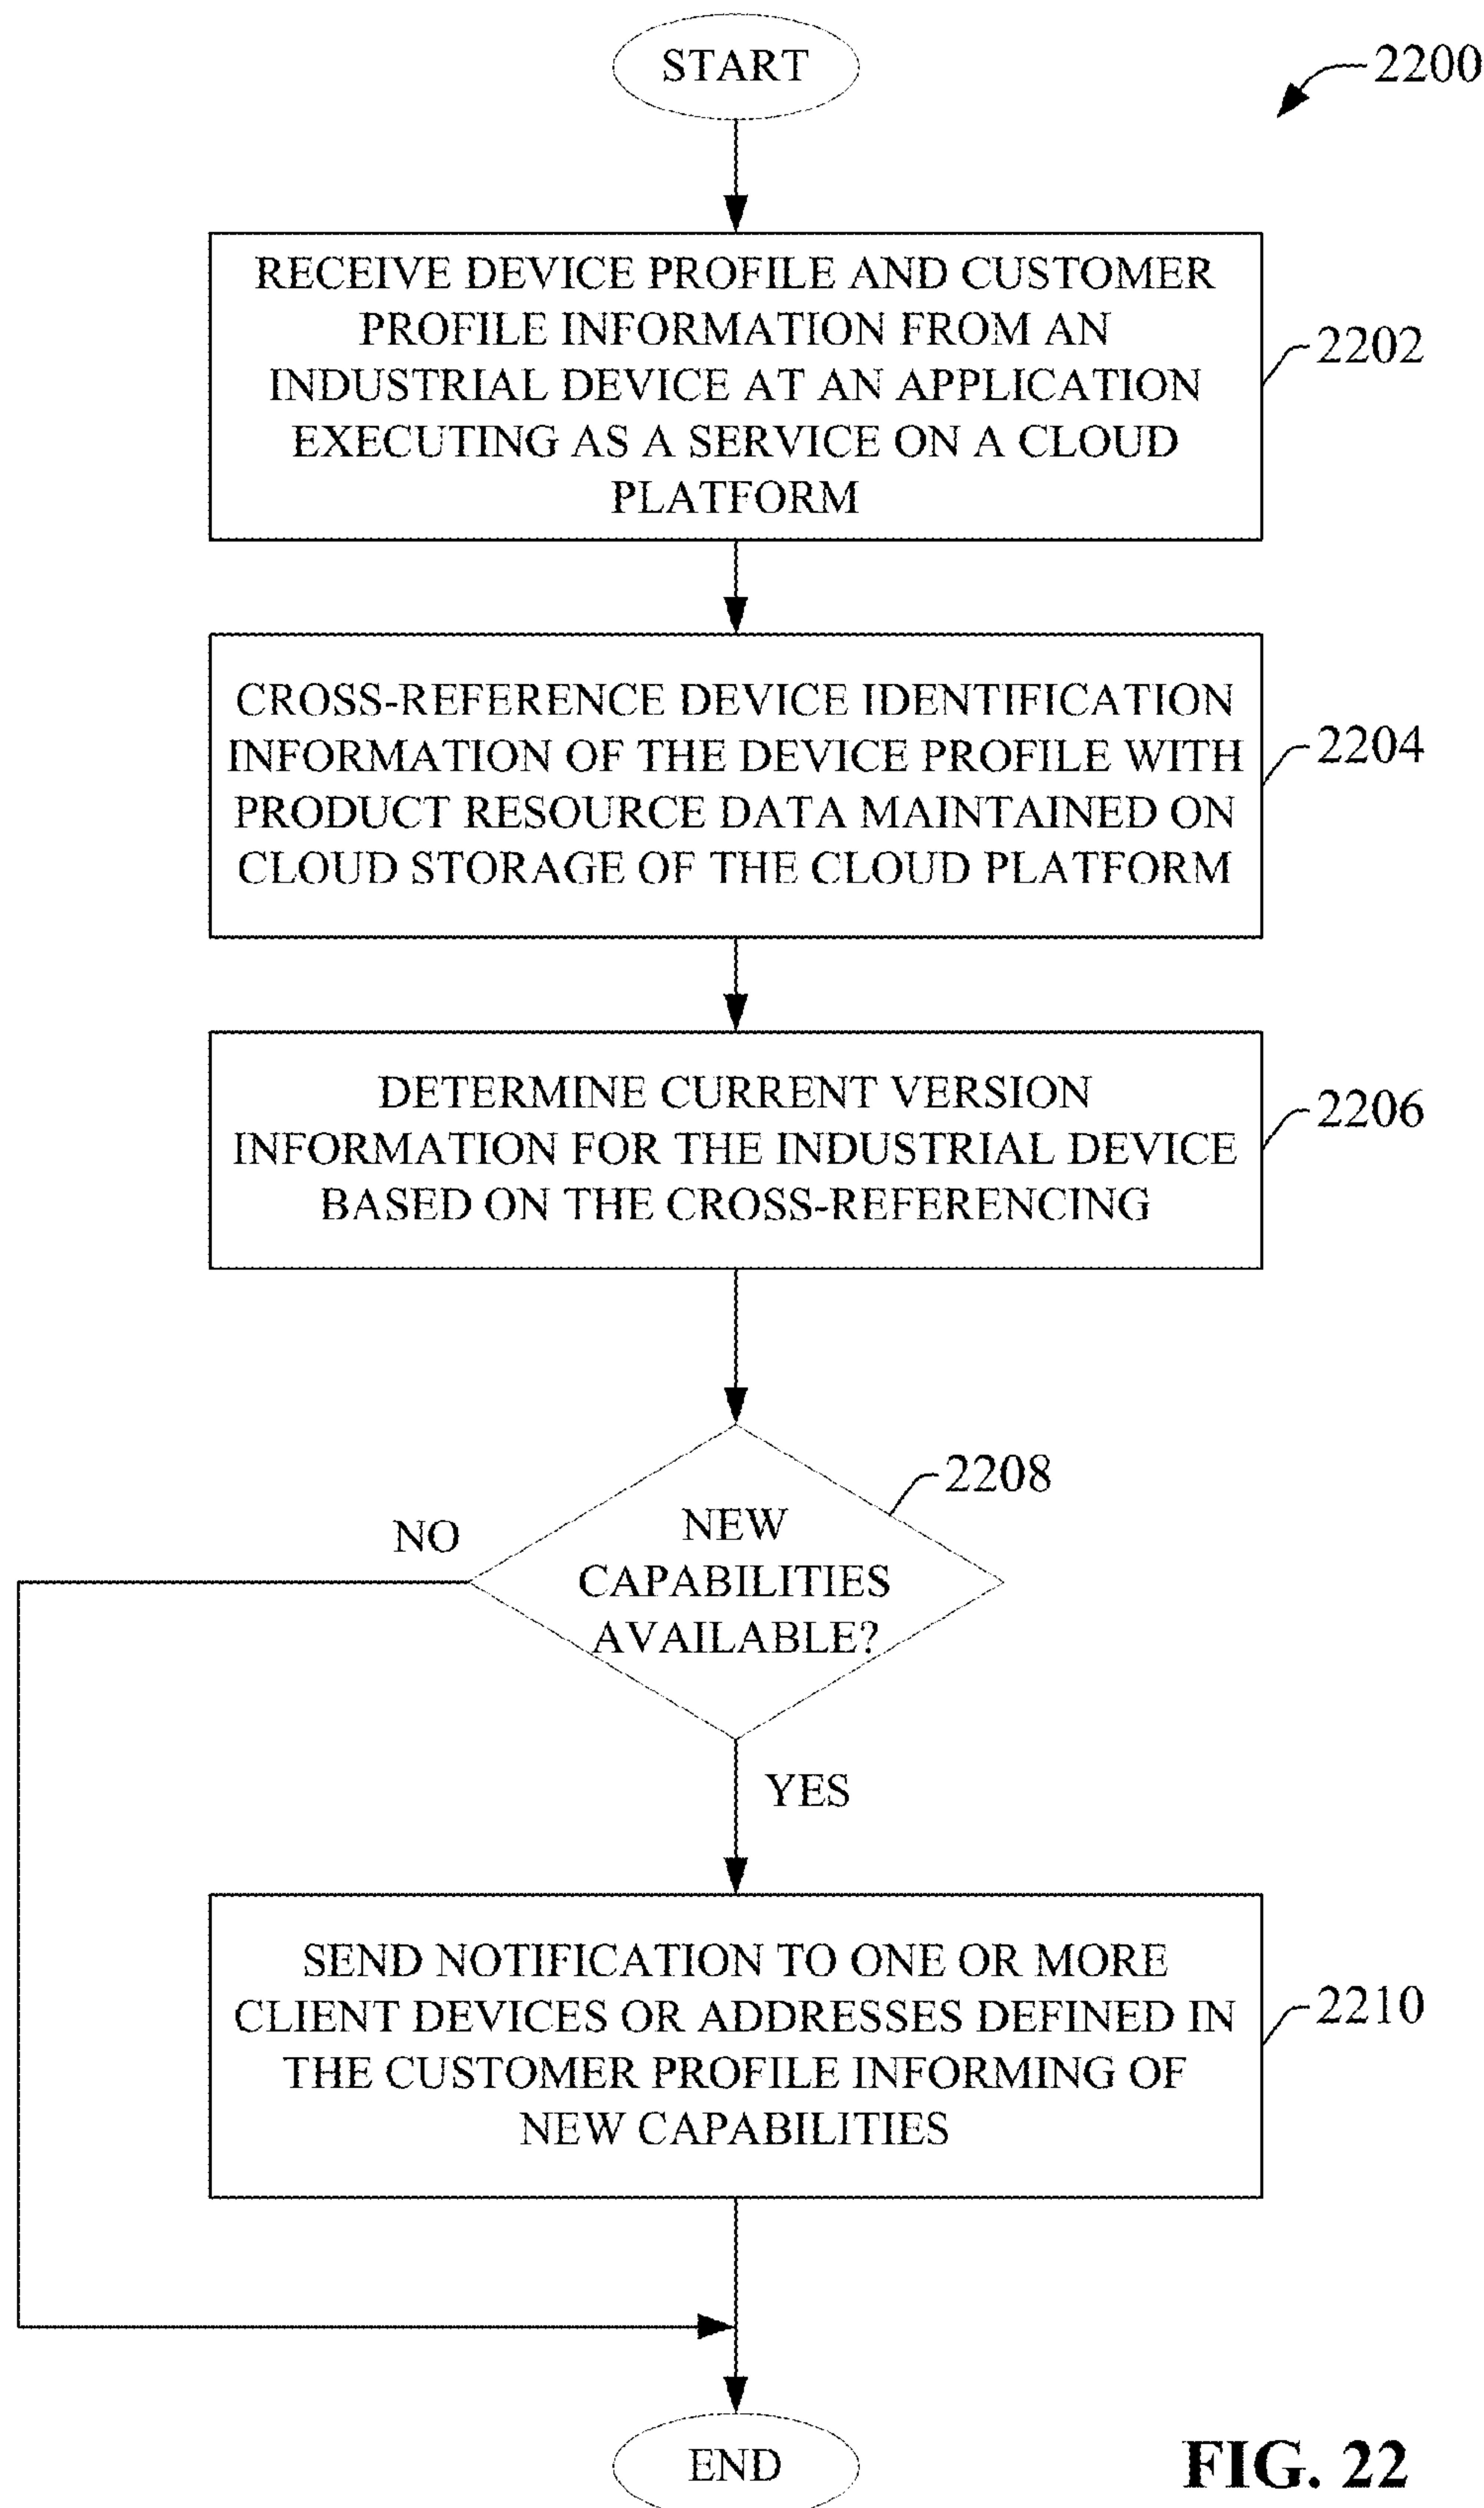 START
2200
RECEIVE DEVICE PROFILE AND CUSTOMER
PROFILE INFORMATION FROM AN
INDUSTRIAL DEVICE AT AN APPLICATION
EXECUTING AS A SERVICE ON A CLOUD
PLATFORM
2202
CROSS-REFERENCE DEVICE IDENTIFICATION
INFORMATION OF THE DEVICE PROFILE WITH
PRODUCT RESOURCE DATA MAINTAINED ON
CLOUD STORAGE OF THE CLOUD PLATFORM
2204
DETERMINE CURRENT VERSION
INFORMATION FOR THE INDUSTRIAL DEVICE
BASED ON THE CROSS-REFERENCING
2206
NEW
CAPABILITIES
AVAILABLE?
2208
NO
YES
SEND NOTIFICATION TO ONE OR MORE
CLIENT DEVICES OR ADDRESSES DEFINED IN
THE CUSTOMER PROFILE INFORMING OF
NEW CAPABILITIES
2210
END
FIG. 22